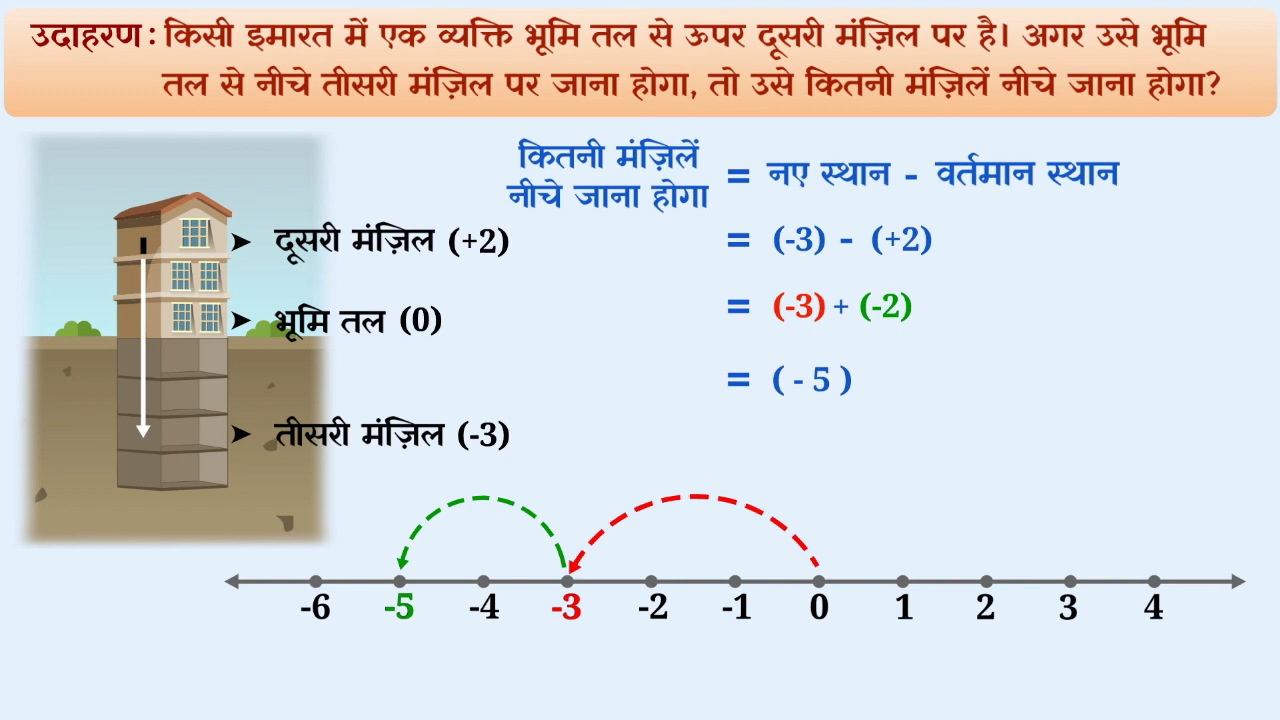 उदाहरण : किसी इमारत में एक व्यक्ति भूमि तल से ऊपर दूसरी मंज़िल पर है। अगर उसे भूमि
तल से नीचे तीसरी मंज़िल पर जाना होगा, तो उसे कितनी मंज़िलें नीचे जाना होगा?
कितनी मंज़िलें
नीचे जाना होगा
= नए स्थान - वर्तमान स्थान
दूसरी मंज़िल (+2)
= (-3) - (+2)
भूमि तल (0)
= (-3) + (-2)
= ( - 5 )
तीसरी मंज़िल (-3)
-6 -5 -4 -3 -2 -1 0 1 2 3 4